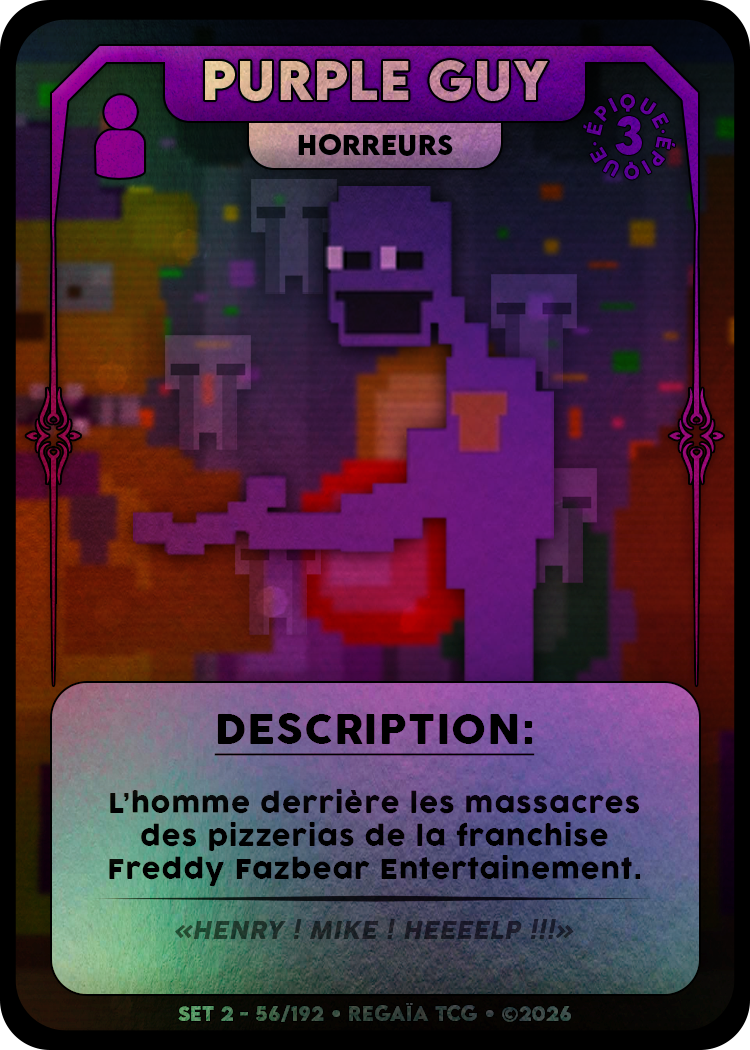 PURPLE GUY
HORREURS
ÉPIQUE · ÉPIQUE ·
3
DESCRIPTION:
L'homme derrière les massacres
des pizzerias de la franchise
Freddy Fazbear Entertainement.
«HENRY ! MIKE ! HEEEELP !!!»
SET 2 - 56/192 • REGAÏA TCG • ©2026